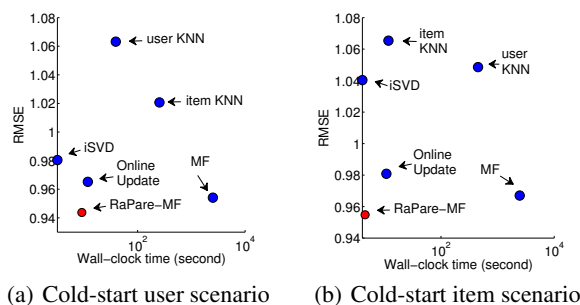 1.08
1.06
1.04
1.02
1
0.98
0.96
0.94
RMSE
user KNN
item KNN
iSVD
Online
Update
MF
RaPare-MF
10^2
10^4
Wall-clock time (second)
(a) Cold-start user scenario
1.08
1.06
1.04
1.02
1
0.98
0.96
0.94
RMSE
item
KNN
user
KNN
iSVD
Online
Update
MF
RaPare-MF
10^2
10^4
Wall-clock time (second)
(b) Cold-start item scenario